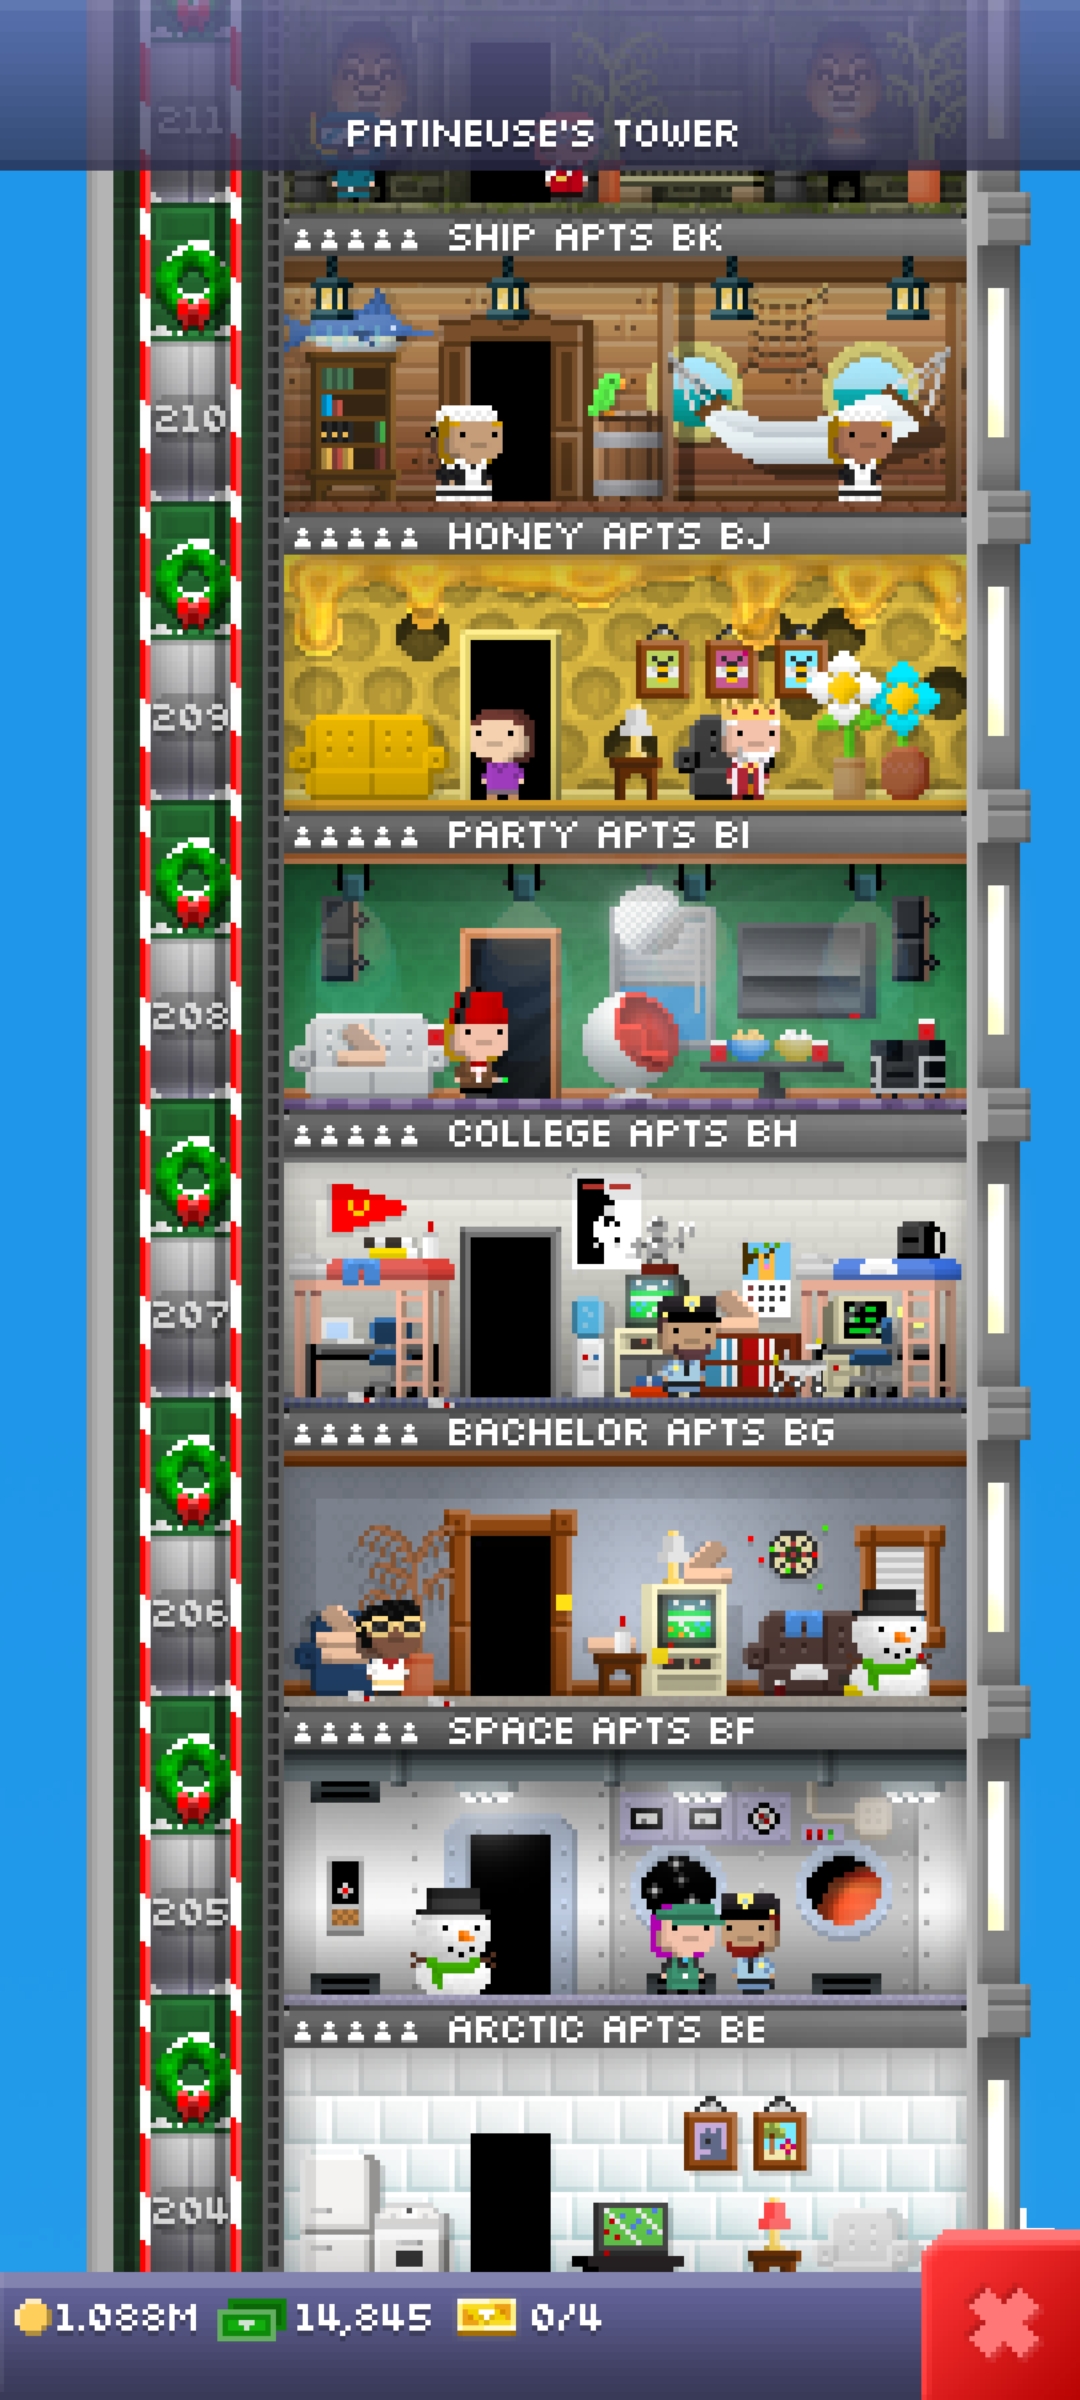 211
PATINEUSE'S TOWER
SHIP APTS BK
210
HONEY APTS BJ
209
PARTY APTS BI
208
COLLEGE APTS BH
207
BACHELOR APTS BG
206
SPACE APTS BF
205
ARCTIC APTS BE
204
1.088M 14,845 0/4